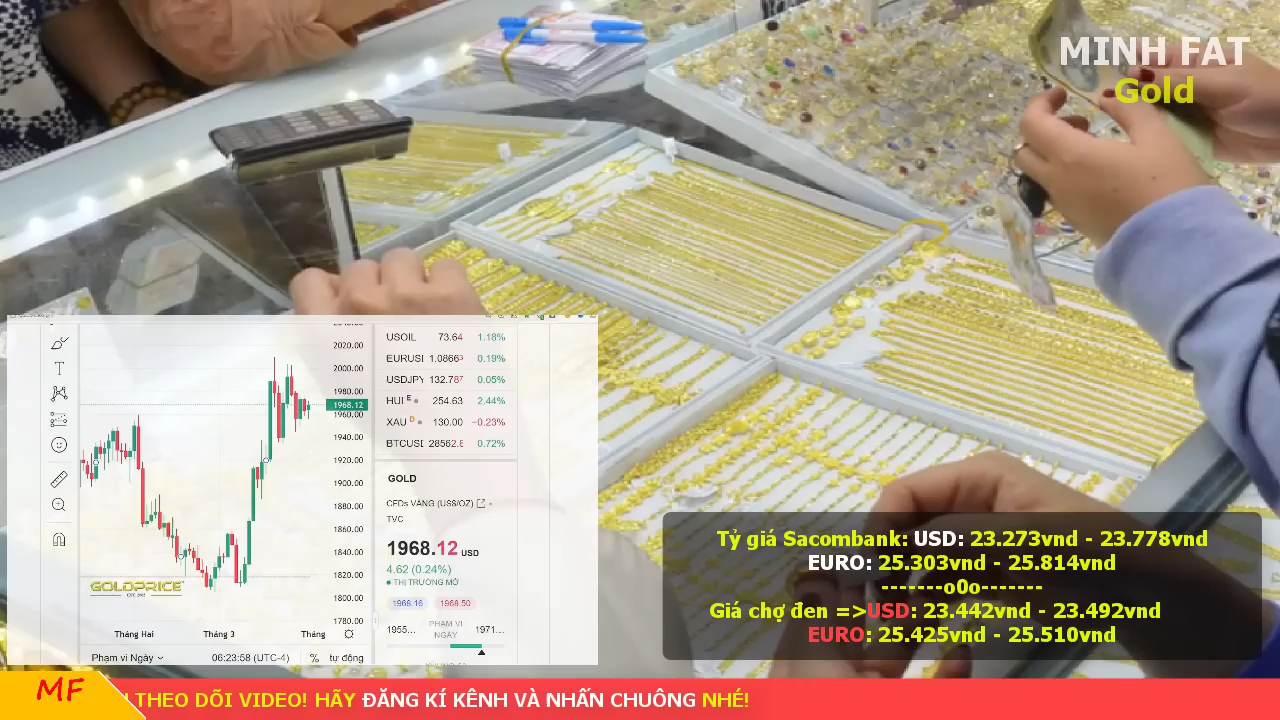 MINH FAT
Gold
2020.00
2000.00
1980.00
1968.12
1960.00
1940.00
1920.00
1900.00
1880.00
1860.00
1840.00
1820.00
1800.00
1780.00
GOLDPRICE
Tháng Hai Tháng 3 Tháng
Phạm vi Ngày 06:23:58 (UTC-4) % tự động
USOIL 73.64 1.18%
EURUSI 1.08663 0.19%
USDJPY 132.787 0.05%
HUI E 254.63 2.44%
XAU D 130.00 −0.23%
BTCUSI 28562.8 0.72%
GOLD
CFDs VÀNG (US$/OZ)
TVC
1968.12 USD
4.62 (0.24%)
THỊ TRƯỜNG MỞ
1968.16 1968.50
1955... PHẠM VI NGÀY 1971...
Tỷ giá Sacombank: USD: 23.273vnd - 23.778vnd
EURO: 25.303vnd - 25.814vnd
-------o0o-------
Giá chợ đen =>USD: 23.442vnd - 23.492vnd
EURO: 25.425vnd - 25.510vnd
MF
THEO DÕI VIDEO! HÃY ĐĂNG KÍ KÊNH VÀ NHẤN CHUÔNG NHÉ!